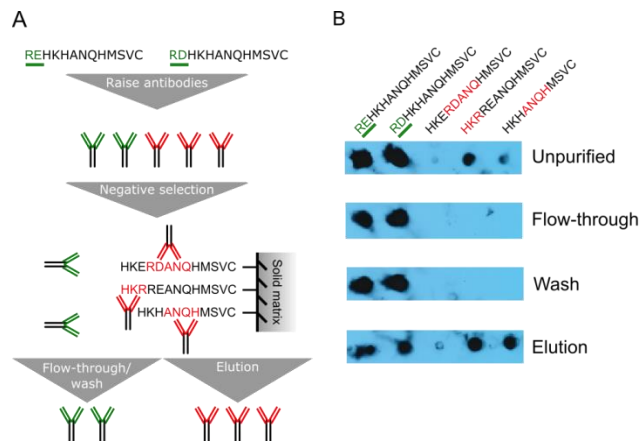 A
REHKHANQHMSVC
RDHKHANQHMSVC
Raise antibodies
Negative selection
HKERDANQHMSVC
HKRREANQHMSVC
HKHANQHMSVC
Solid matrix
Flow-through/
wash
Elution
B
REHKHANQHMSVC
RDHKHANQHMSVC
HKERDANQHMSVC
HKRREANQHMSVC
HKHANQHMSVC
Unpurified
Flow-through
Wash
Elution